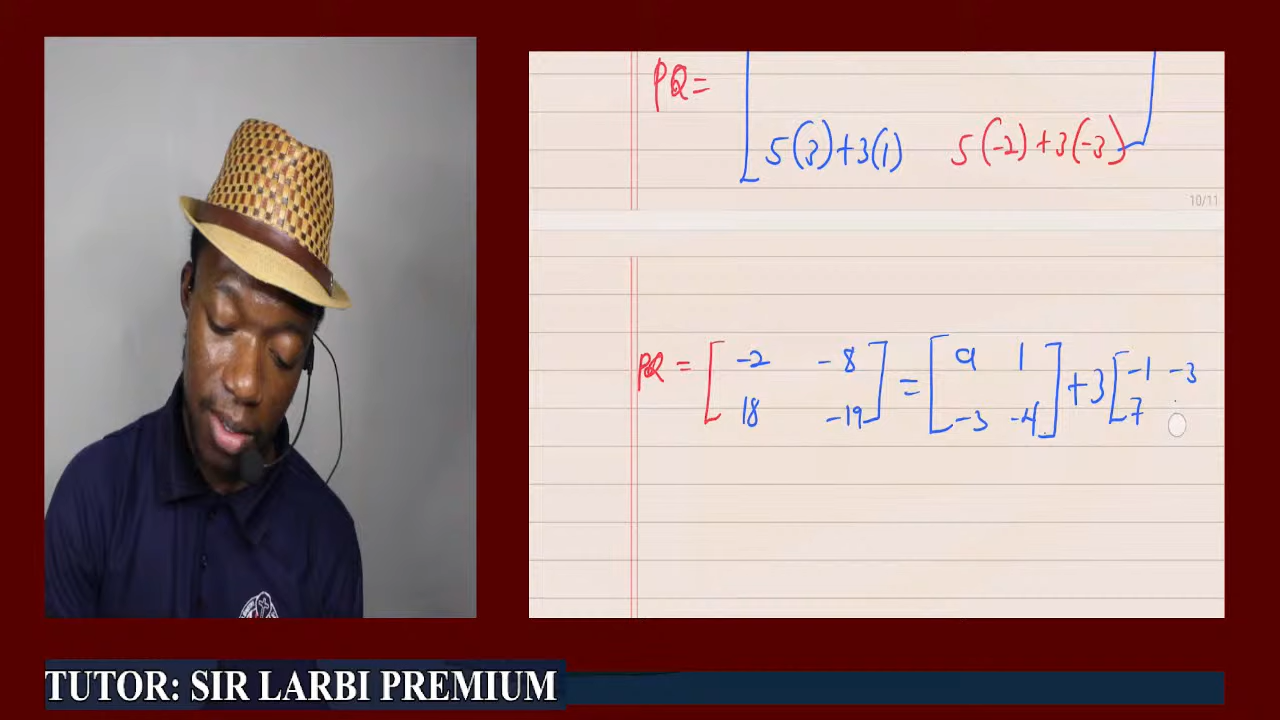 PQ=
5(3)+3(1) 5(-2)+3(-3)
10/11
PQ = [ -2 -8 ] = [ a 1 ] +3 [ -1 -3
18 -19 -3 -4 7
TUTOR: SIR LARBI PREMIUM